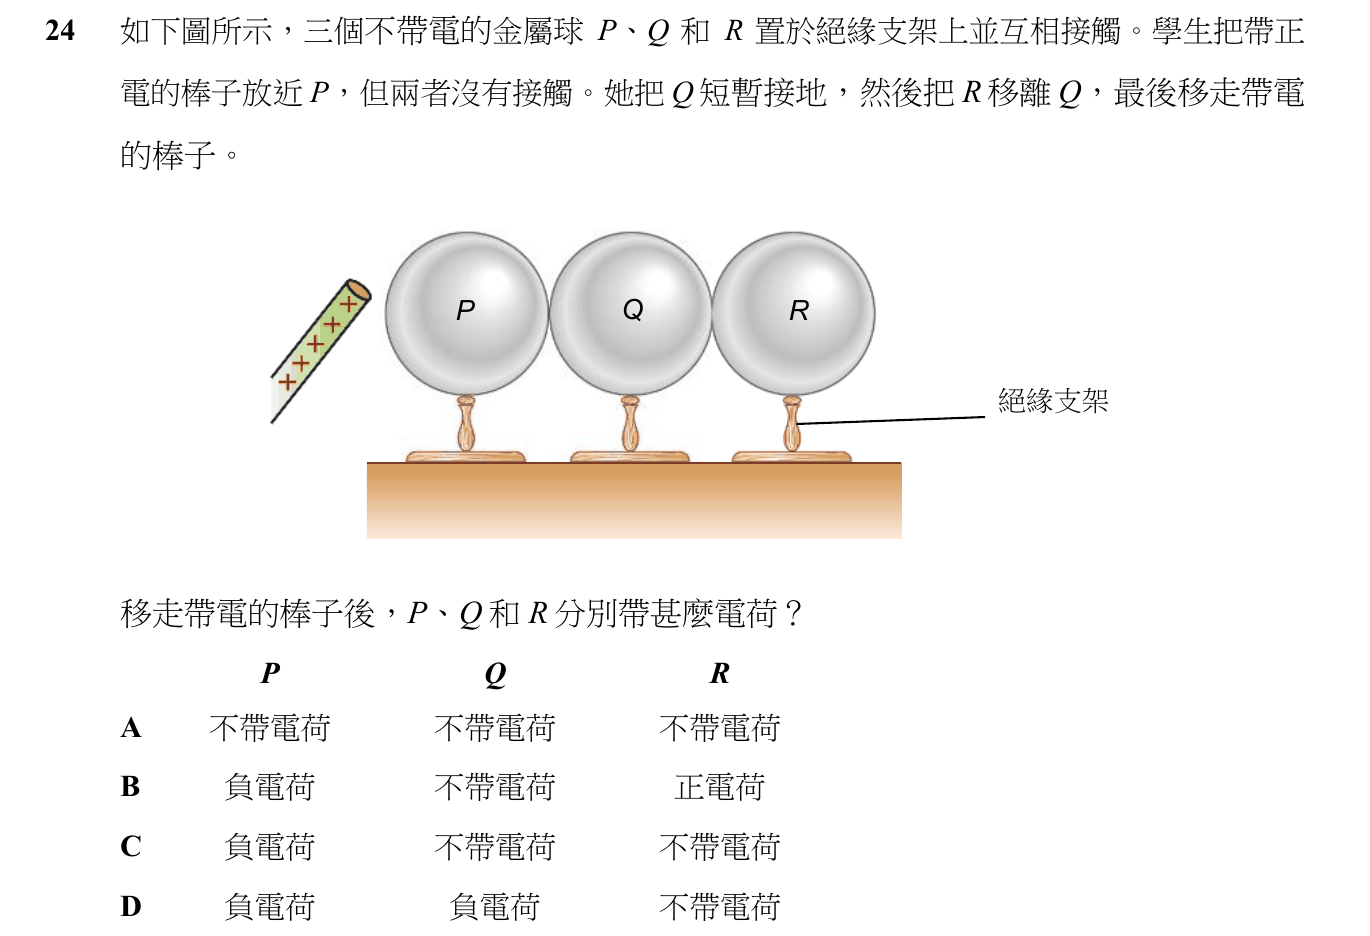 24 如下圖所示，三個不帶電的金屬球 P、Q 和 R 置於絕緣支架上並互相接觸。學生把帶正
電的棒子放近 P，但兩者沒有接觸。她把 Q 短暫接地，然後把 R 移離 Q，最後移走帶電
的棒子。
P Q R
+ + + + +
絕緣支架
移走帶電的棒子後，P、Q 和 R 分別帶甚麼電荷？
P Q R
A 不帶電荷 不帶電荷 不帶電荷
B 負電荷 不帶電荷 正電荷
C 負電荷 不帶電荷 不帶電荷
D 負電荷 負電荷 不帶電荷